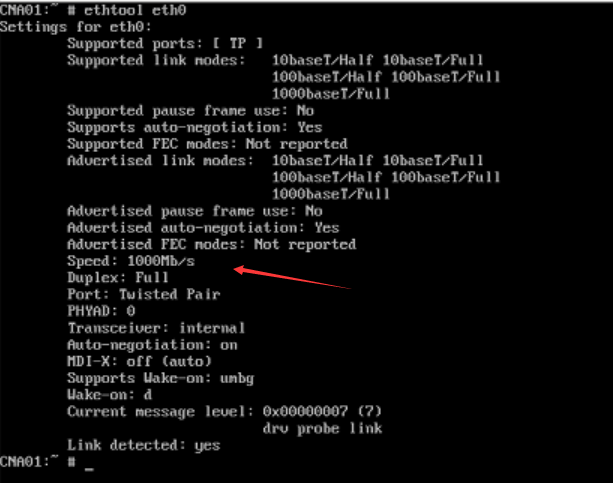 CNA01:~ # ethtool eth0
Settings for eth0:
Supported ports: [ TP ]
Supported link modes:   10baseT/Half 10baseT/Full
100baseT/Half 100baseT/Full
1000baseT/Full
Supported pause frame use: No
Supports auto-negotiation: Yes
Supported FEC modes: Not reported
Advertised link modes:  10baseT/Half 10baseT/Full
100baseT/Half 100baseT/Full
1000baseT/Full
Advertised pause frame use: No
Advertised auto-negotiation: Yes
Advertised FEC modes: Not reported
Speed: 1000Mb/s
Duplex: Full
Port: Twisted Pair
PHYAD: 0
Transceiver: internal
Auto-negotiation: on
MDI-X: off (auto)
Supports Wake-on: umbg
Wake-on: d
Current message level: 0x00000007 (7)
drv probe link
Link detected: yes
CNA01:~ # _